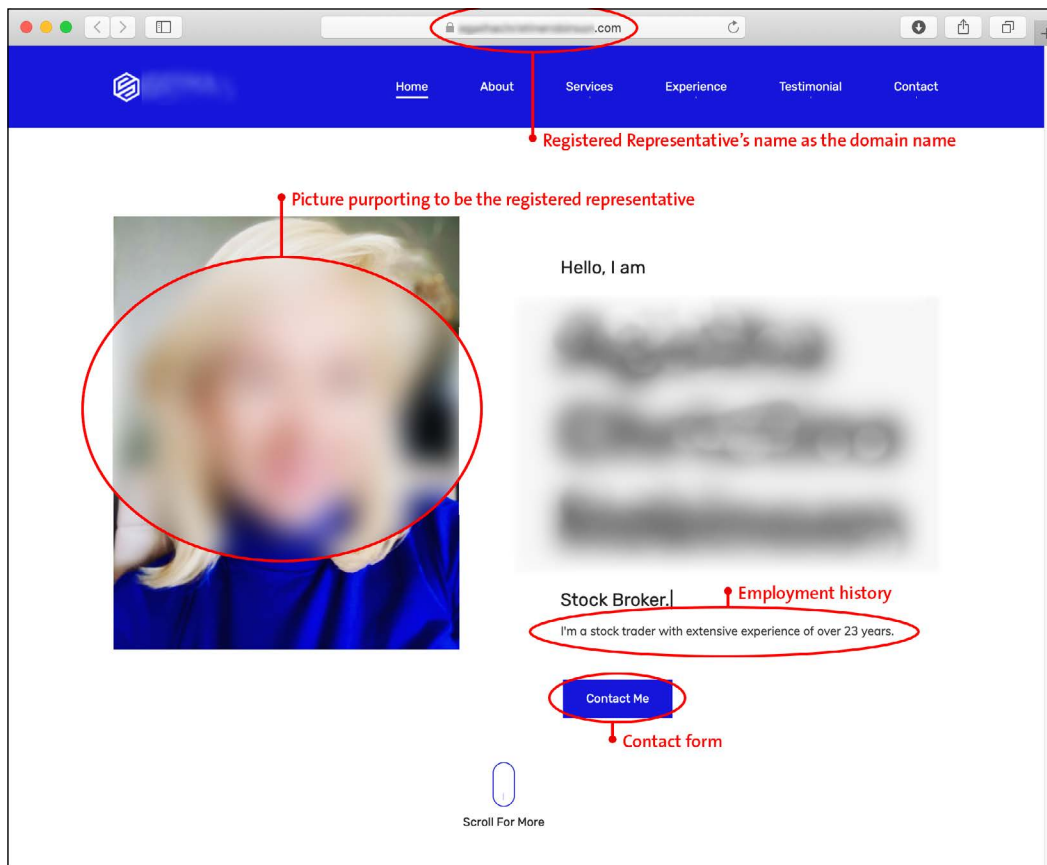 .com
Home About Services Experience Testimonial Contact
Registered Representative's name as the domain name
Picture purporting to be the registered representative
Hello, I am
Stock Broker.
Employment history
I'm a stock trader with extensive experience of over 23 years.
Contact Me
Contact form
Scroll For More